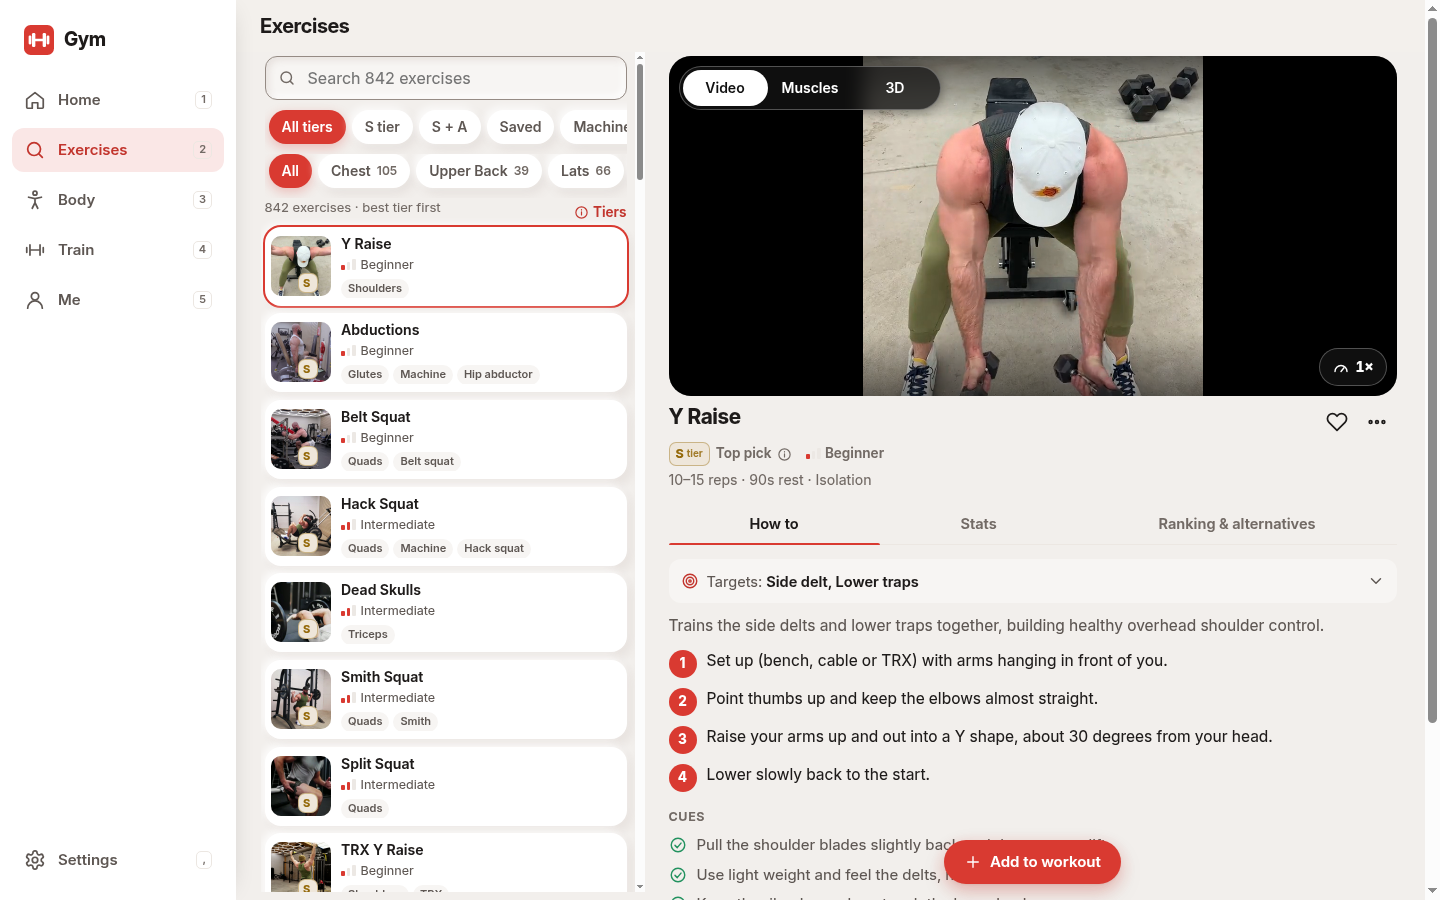 Gym
Home 1
Exercises 2
Body 3
Train 4
Me 5
Settings ,
Exercises
Search 842 exercises
All tiers S tier S + A Saved Machine
All Chest 105 Upper Back 39 Lats 66
842 exercises · best tier first
Tiers
Y Raise
Beginner
S
Shoulders
Abductions
Beginner
S
Glutes Machine Hip abductor
Belt Squat
Beginner
S
Quads Belt squat
Hack Squat
Intermediate
S
Quads Machine Hack squat
Dead Skulls
Intermediate
S
Triceps
Smith Squat
Intermediate
S
Quads Smith
Split Squat
Intermediate
S
Quads
TRX Y Raise
Beginner
S
Video Muscles 3D
1×
Y Raise
S tier Top pick Beginner
10–15 reps · 90s rest · Isolation
How to Stats Ranking & alternatives
Targets: Side delt, Lower traps
Trains the side delts and lower traps together, building healthy overhead shoulder control.
1 Set up (bench, cable or TRX) with arms hanging in front of you.
2 Point thumbs up and keep the elbows almost straight.
3 Raise your arms up and out into a Y shape, about 30 degrees from your head.
4 Lower slowly back to the start.
CUES
Pull the shoulder blades slightly back
Use light weight and feel the delts,
+ Add to workout